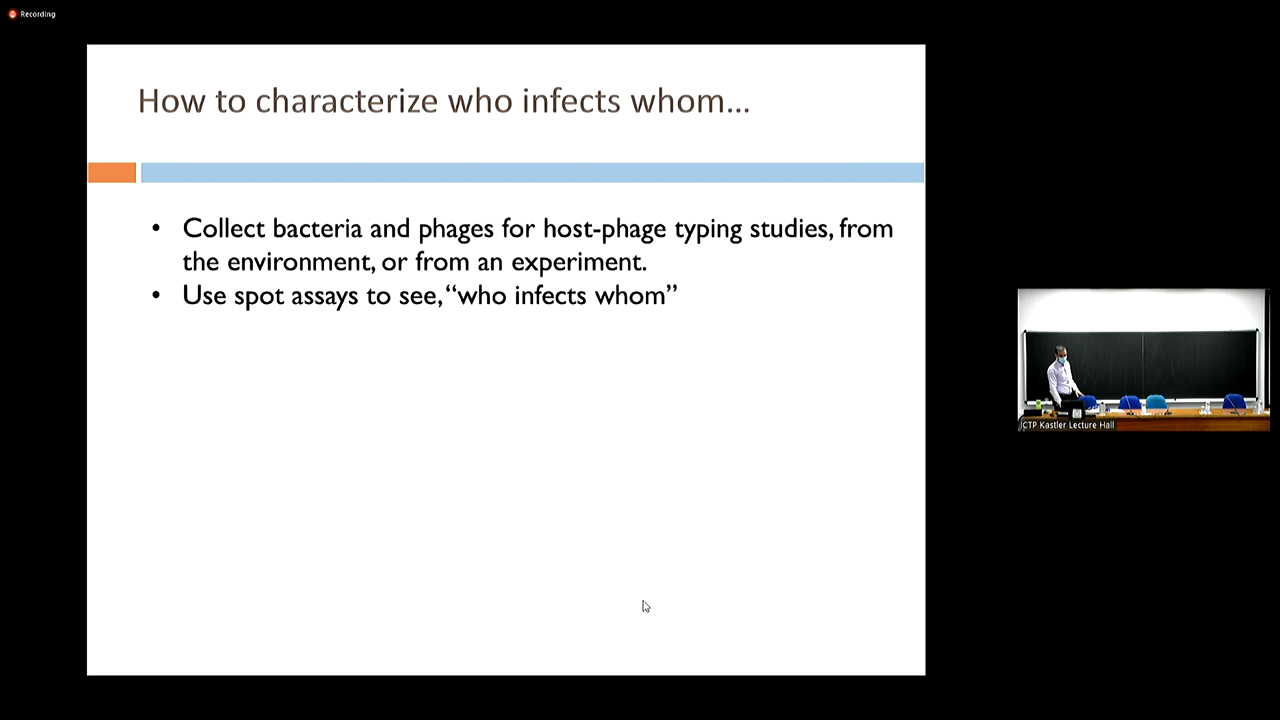 Recording
How to characterize who infects whom...
• Collect bacteria and phages for host-phage typing studies, from
the environment, or from an experiment.
• Use spot assays to see, “who infects whom”
CTP Kastler Lecture Hall